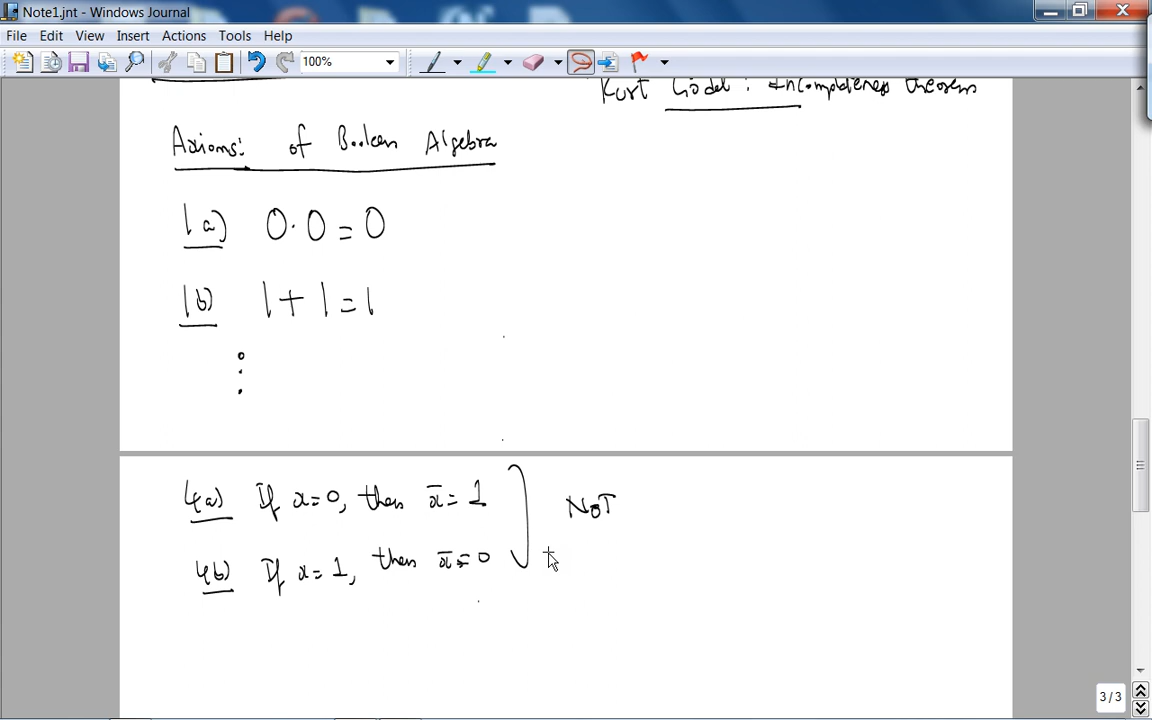 Note1.jnt - Windows Journal
File Edit View Insert Actions Tools Help
100%
Kurt Gödel: Incompleteness theorem
Axioms: of Boolean Algebra
1a) 0·0=0
1b) 1+1=1
4a) If x=0, then x̄=1
NOT
4b) If x=1, then x̄=0
3/3